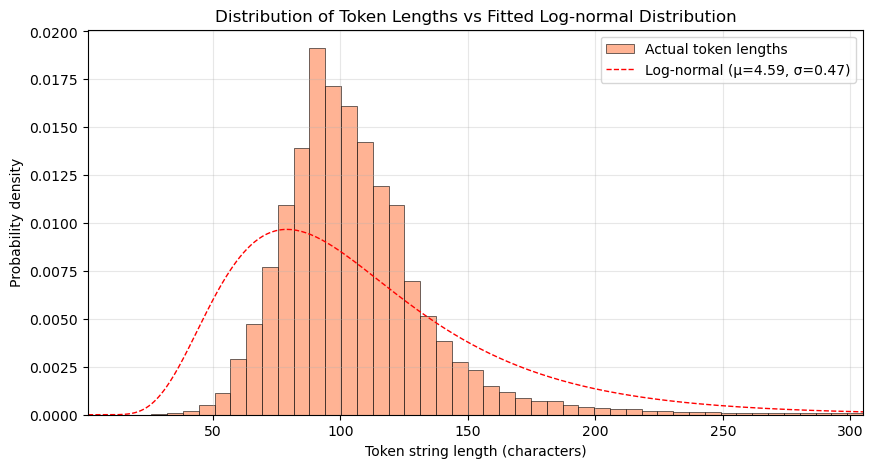 Distribution of Token Lengths vs Fitted Log-normal Distribution
Actual token lengths
Log-normal (μ=4.59, σ=0.47)
Probability density
0.0200
0.0175
0.0150
0.0125
0.0100
0.0075
0.0050
0.0025
0.0000
50 100 150 200 250 300
Token string length (characters)